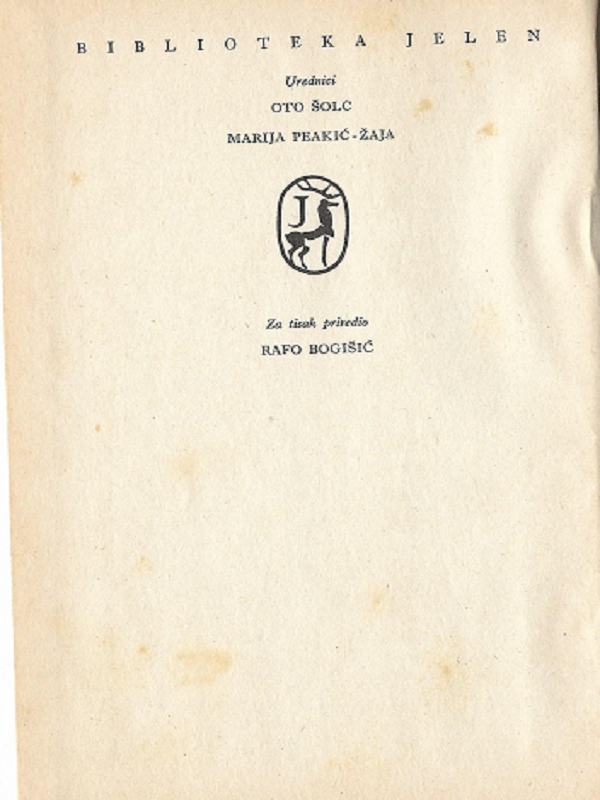 BIBLIOTEKA JELEN
Urednici
OTO ŠOLC
MARIJA PEAKIĆ-ŽAJA
J
Za tisak priredio
RAFO BOGIŠIĆ